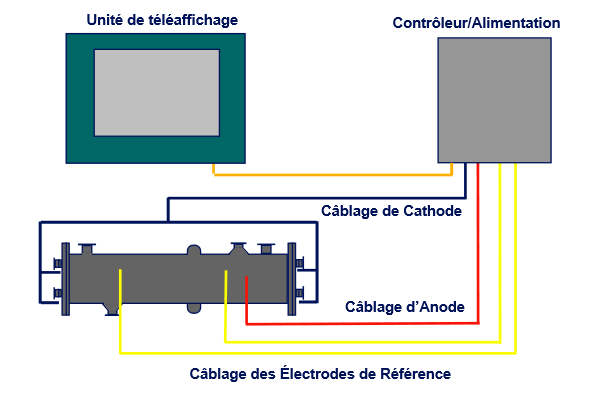 Unité de téléaffichage
Contrôleur/Alimentation
Câblage de Cathode
Câblage d’Anode
Câblage des Électrodes de Référence